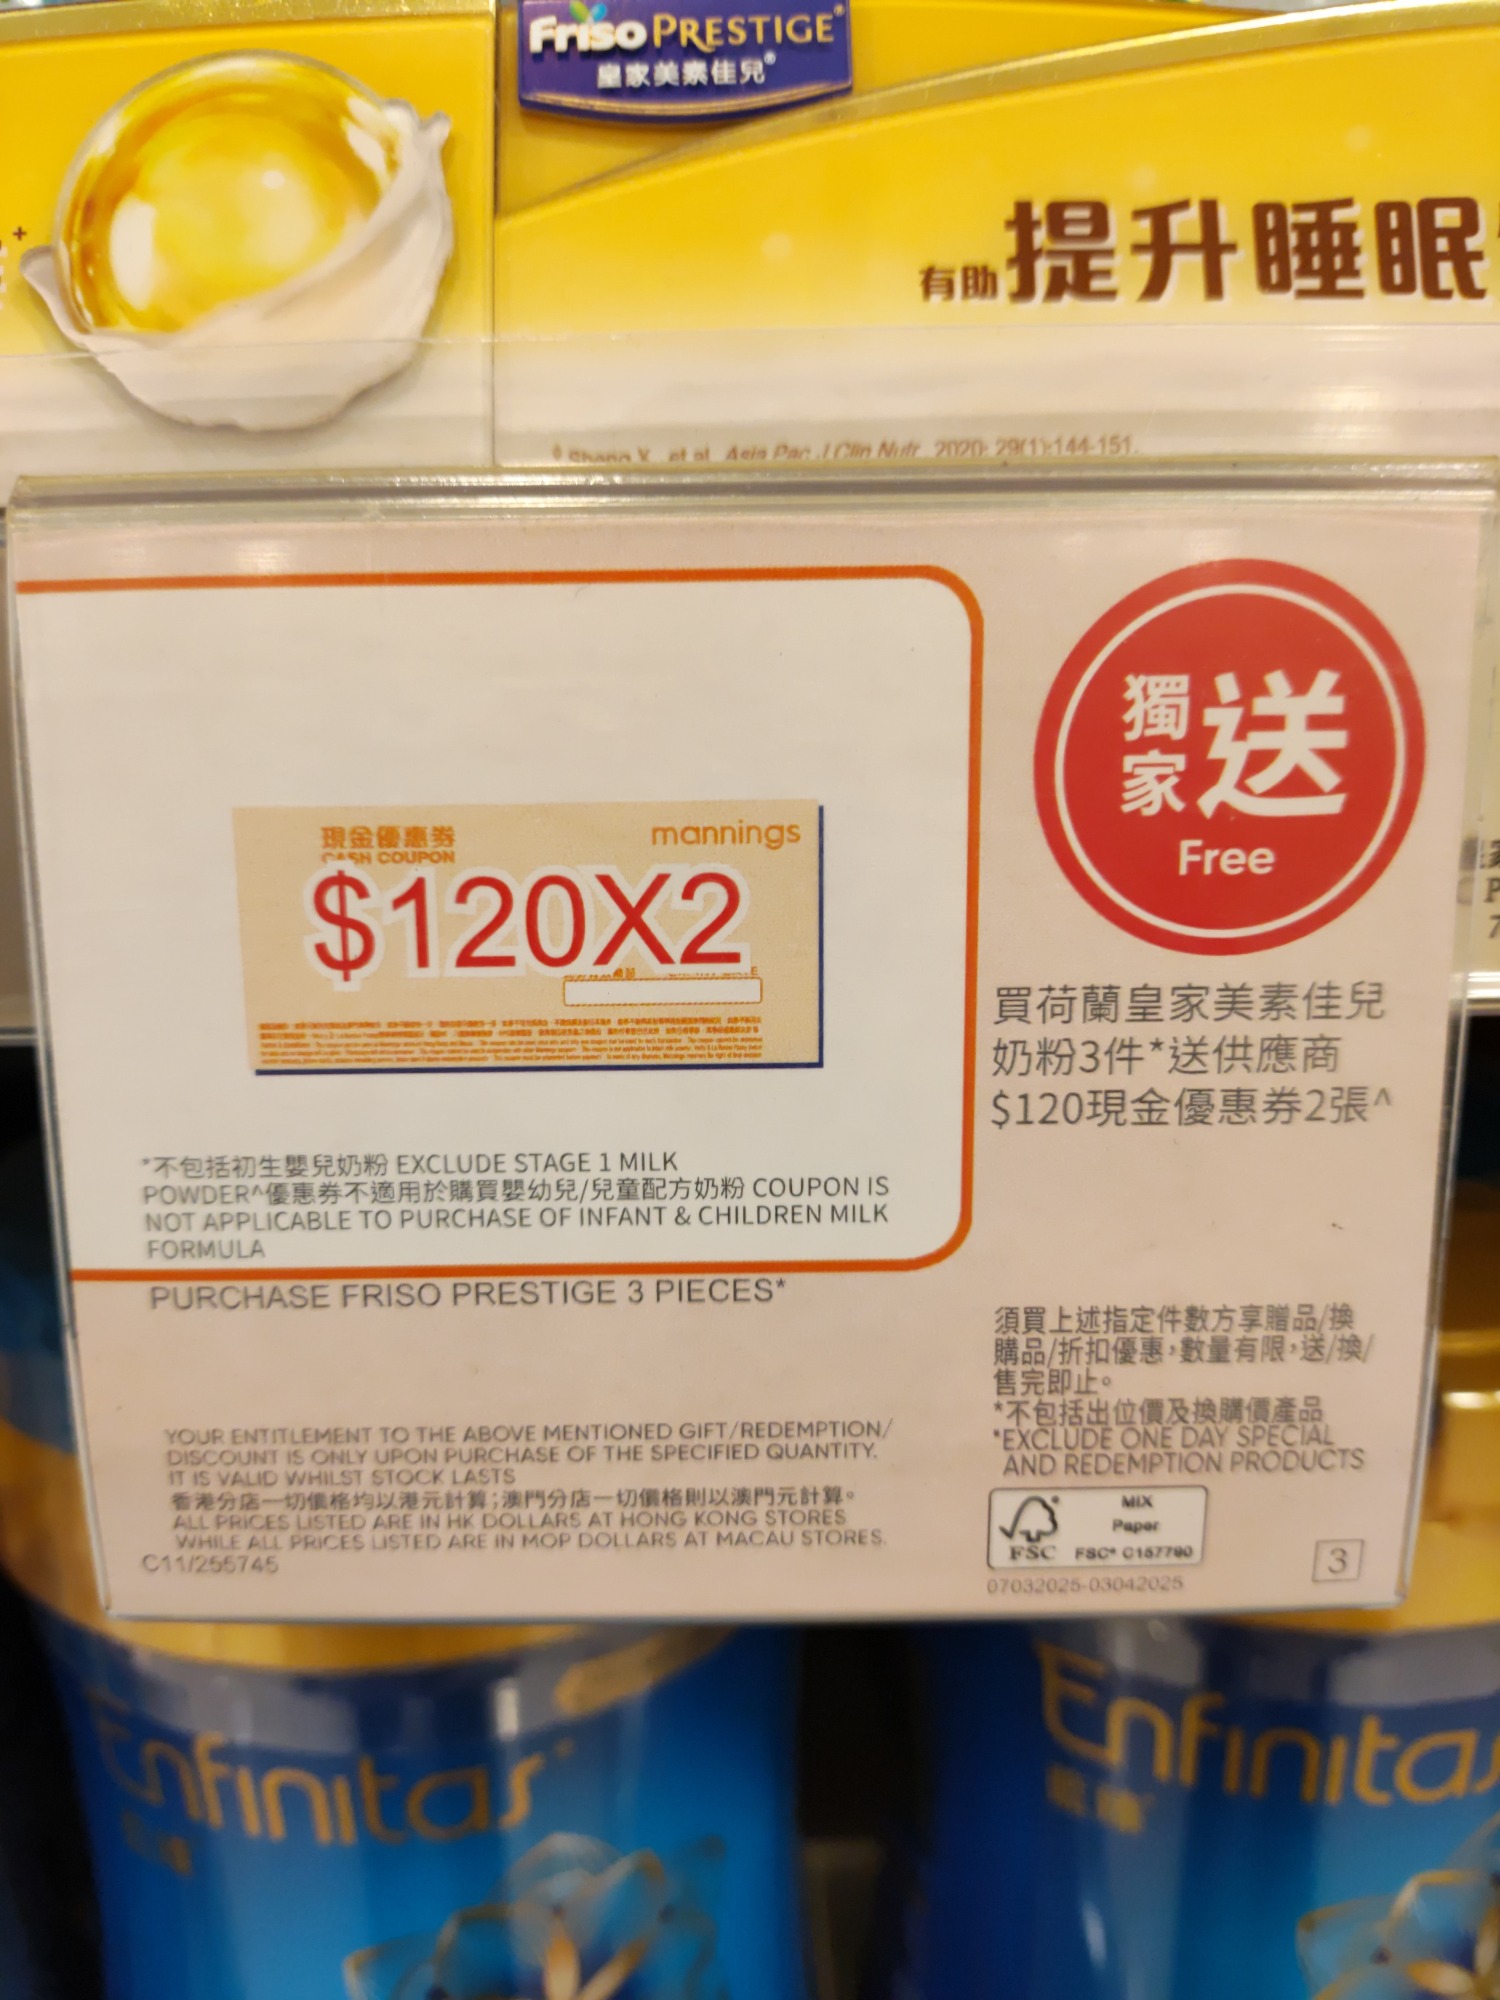 Friso PRESTIGE®
皇家美素佳兒®
有助提升睡眠
Sheng X, et al. Asia Pac J Clin Nutr. 2020; 29(1):144-151.
獨家送
Free
現金優惠券
mannings
CASH COUPON
$120X2
買荷蘭皇家美素佳兒
奶粉3件*送供應商
$120現金優惠券2張^
*不包括初生嬰兒奶粉 EXCLUDE STAGE 1 MILK
POWDER^優惠券不適用於購買嬰幼兒/兒童配方奶粉 COUPON IS
NOT APPLICABLE TO PURCHASE OF INFANT & CHILDREN MILK
FORMULA
PURCHASE FRISO PRESTIGE 3 PIECES*
須買上述指定件數方享贈品/換
購品/折扣優惠,數量有限,送/換/
售完即止。
*不包括出位價及換購價產品
*EXCLUDE ONE DAY SPECIAL
AND REDEMPTION PRODUCTS
YOUR ENTITLEMENT TO THE ABOVE MENTIONED GIFT/REDEMPTION/
DISCOUNT IS ONLY UPON PURCHASE OF THE SPECIFIED QUANTITY.
IT IS VALID WHILST STOCK LASTS
香港分店一切價格均以港元計算;澳門分店一切價格則以澳門元計算。
ALL PRICES LISTED ARE IN HK DOLLARS AT HONG KONG STORES
WHILE ALL PRICES LISTED ARE IN MOP DOLLARS AT MACAU STORES.
C11/255745
MIX
Paper
FSC FSC® C157790
07032025-03042025
3
Enfinitas
Enfinitas